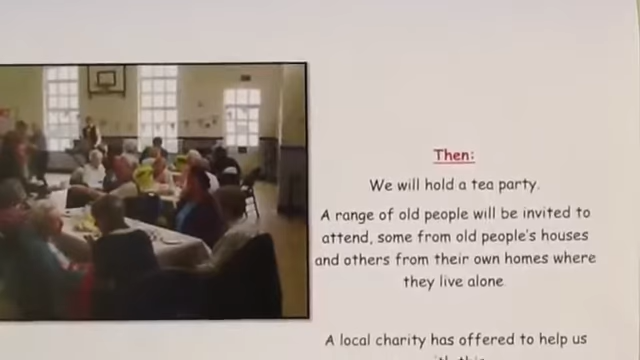 Then:
We will hold a tea party.
A range of old people will be invited to
attend, some from old people's houses
and others from their own homes where
they live alone
A local charity has offered to help us